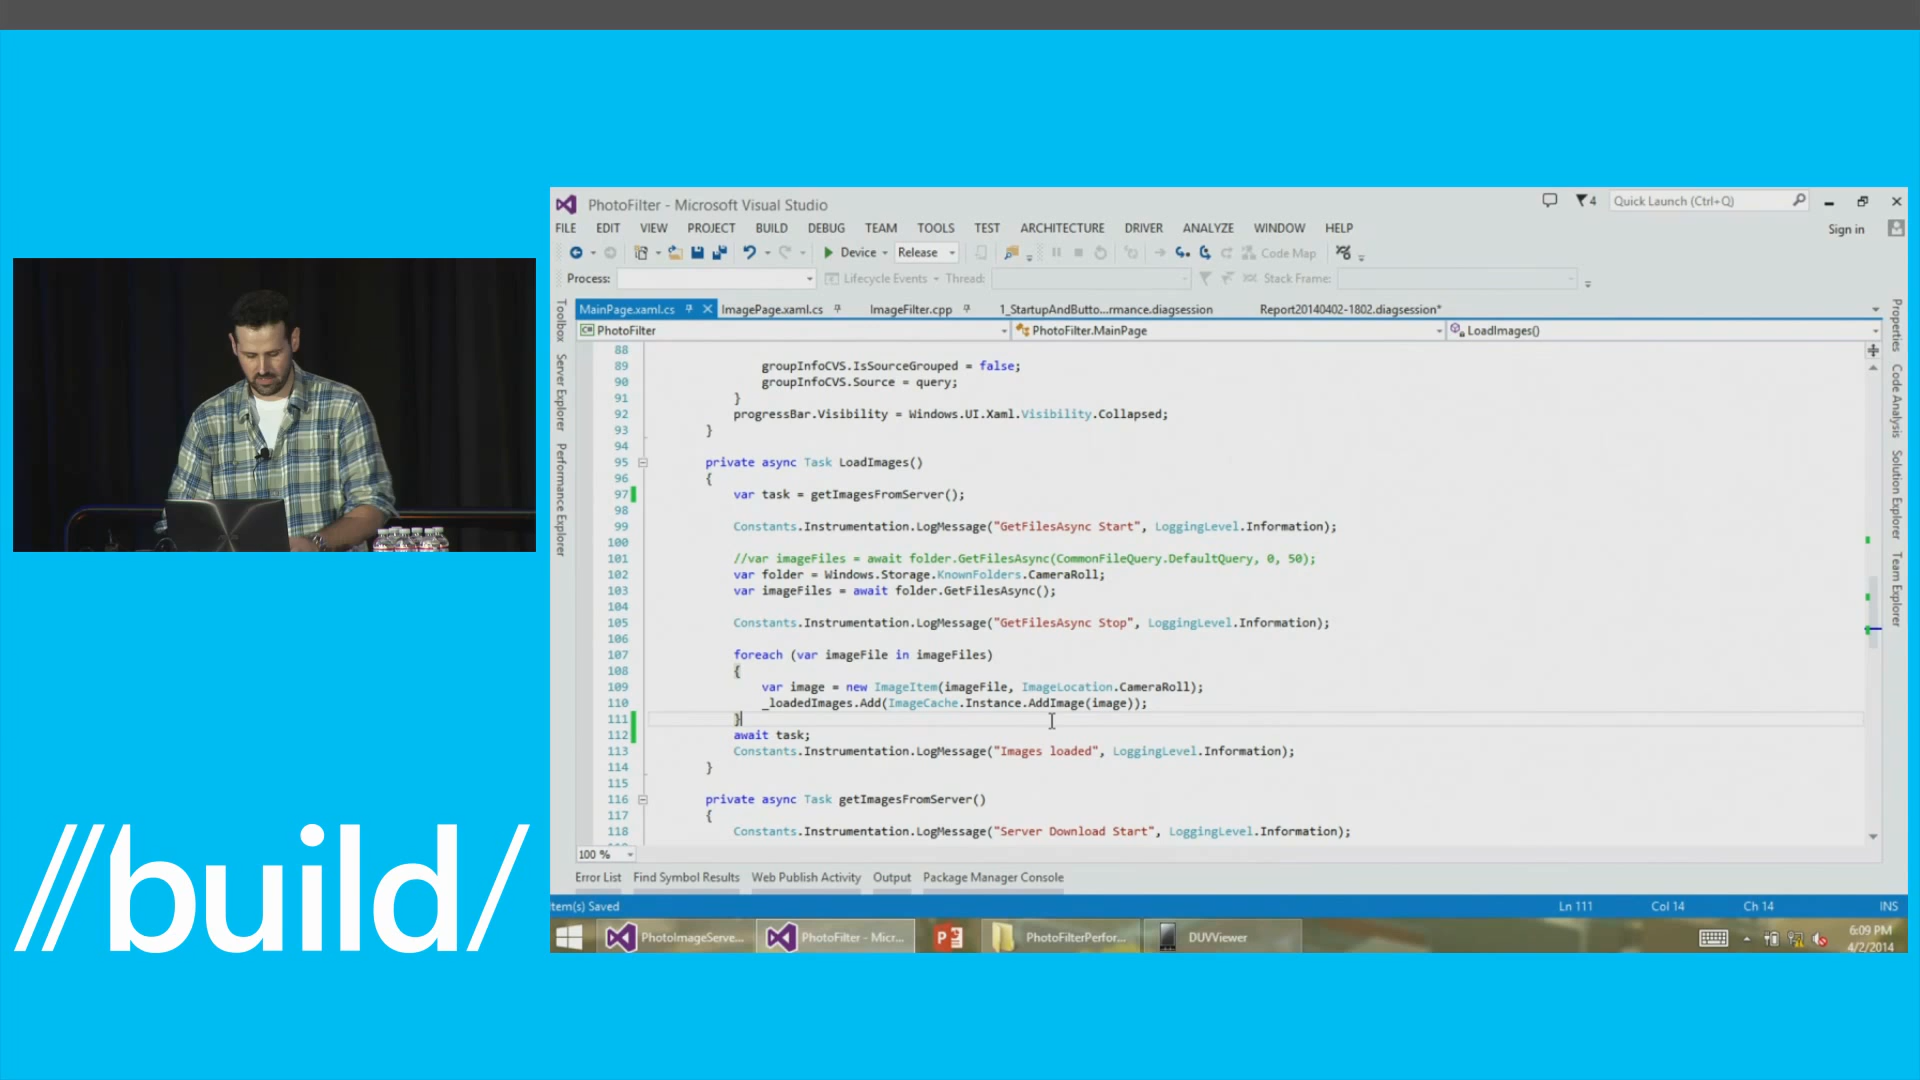 PhotoFilter - Microsoft Visual Studio
4
Quick Launch (Ctrl+Q)
FILE EDIT VIEW PROJECT BUILD DEBUG TEAM TOOLS TEST ARCHITECTURE DRIVER ANALYZE WINDOW HELP
Sign in
Device Release Code Map
Process: Lifecycle Events Thread: Stack Frame:
MainPage.xaml.cs ImagePage.xaml.cs ImageFilter.cpp 1_StartupAndButto...rmance.diagsession Report20140402-1802.diagsession*
PhotoFilter PhotoFilter.MainPage LoadImages()
Toolbox
Server Explorer
Performance Explorer
88
89 groupInfoCVS.IsSourceGrouped = false;
90 groupInfoCVS.Source = query;
91 }
92 progressBar.Visibility = Windows.UI.Xaml.Visibility.Collapsed;
93 }
94
95 private async Task LoadImages()
96 {
97 var task = getImagesFromServer();
98
99 Constants.Instrumentation.LogMessage("GetFilesAsync Start", LoggingLevel.Information);
100
101 //var imageFiles = await folder.GetFilesAsync(CommonFileQuery.DefaultQuery, 0, 50);
102 var folder = Windows.Storage.KnownFolders.CameraRoll;
103 var imageFiles = await folder.GetFilesAsync();
104
105 Constants.Instrumentation.LogMessage("GetFilesAsync Stop", LoggingLevel.Information);
106
107 foreach (var imageFile in imageFiles)
108 {
109 var image = new ImageItem(imageFile, ImageLocation.CameraRoll);
110 _loadedImages.Add(ImageCache.Instance.AddImage(image));
111 }
112 await task;
113 Constants.Instrumentation.LogMessage("Images loaded", LoggingLevel.Information);
114 }
115
116 private async Task getImagesFromServer()
117 {
118 Constants.Instrumentation.LogMessage("Server Download Start", LoggingLevel.Information);
Properties
Code Analysis
Solution Explorer
Team Explorer
100 %
Error List Find Symbol Results Web Publish Activity Output Package Manager Console
tem(s) Saved Ln 111 Col 14 Ch 14 INS
PhotoImageServe... PhotoFilter - Micr... PhotoFilterPerfor... DUVViewer
6:09 PM
4/2/2014
//build/